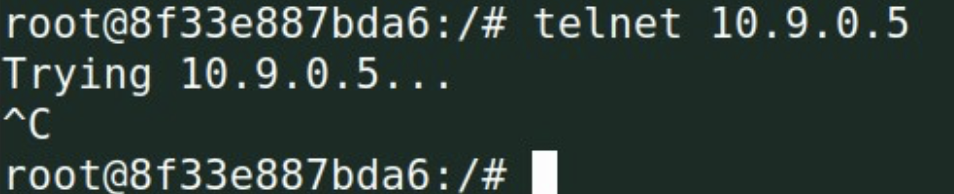 root@8f33e887bda6:/# telnet 10.9.0.5
Trying 10.9.0.5...
^C
root@8f33e887bda6:/#